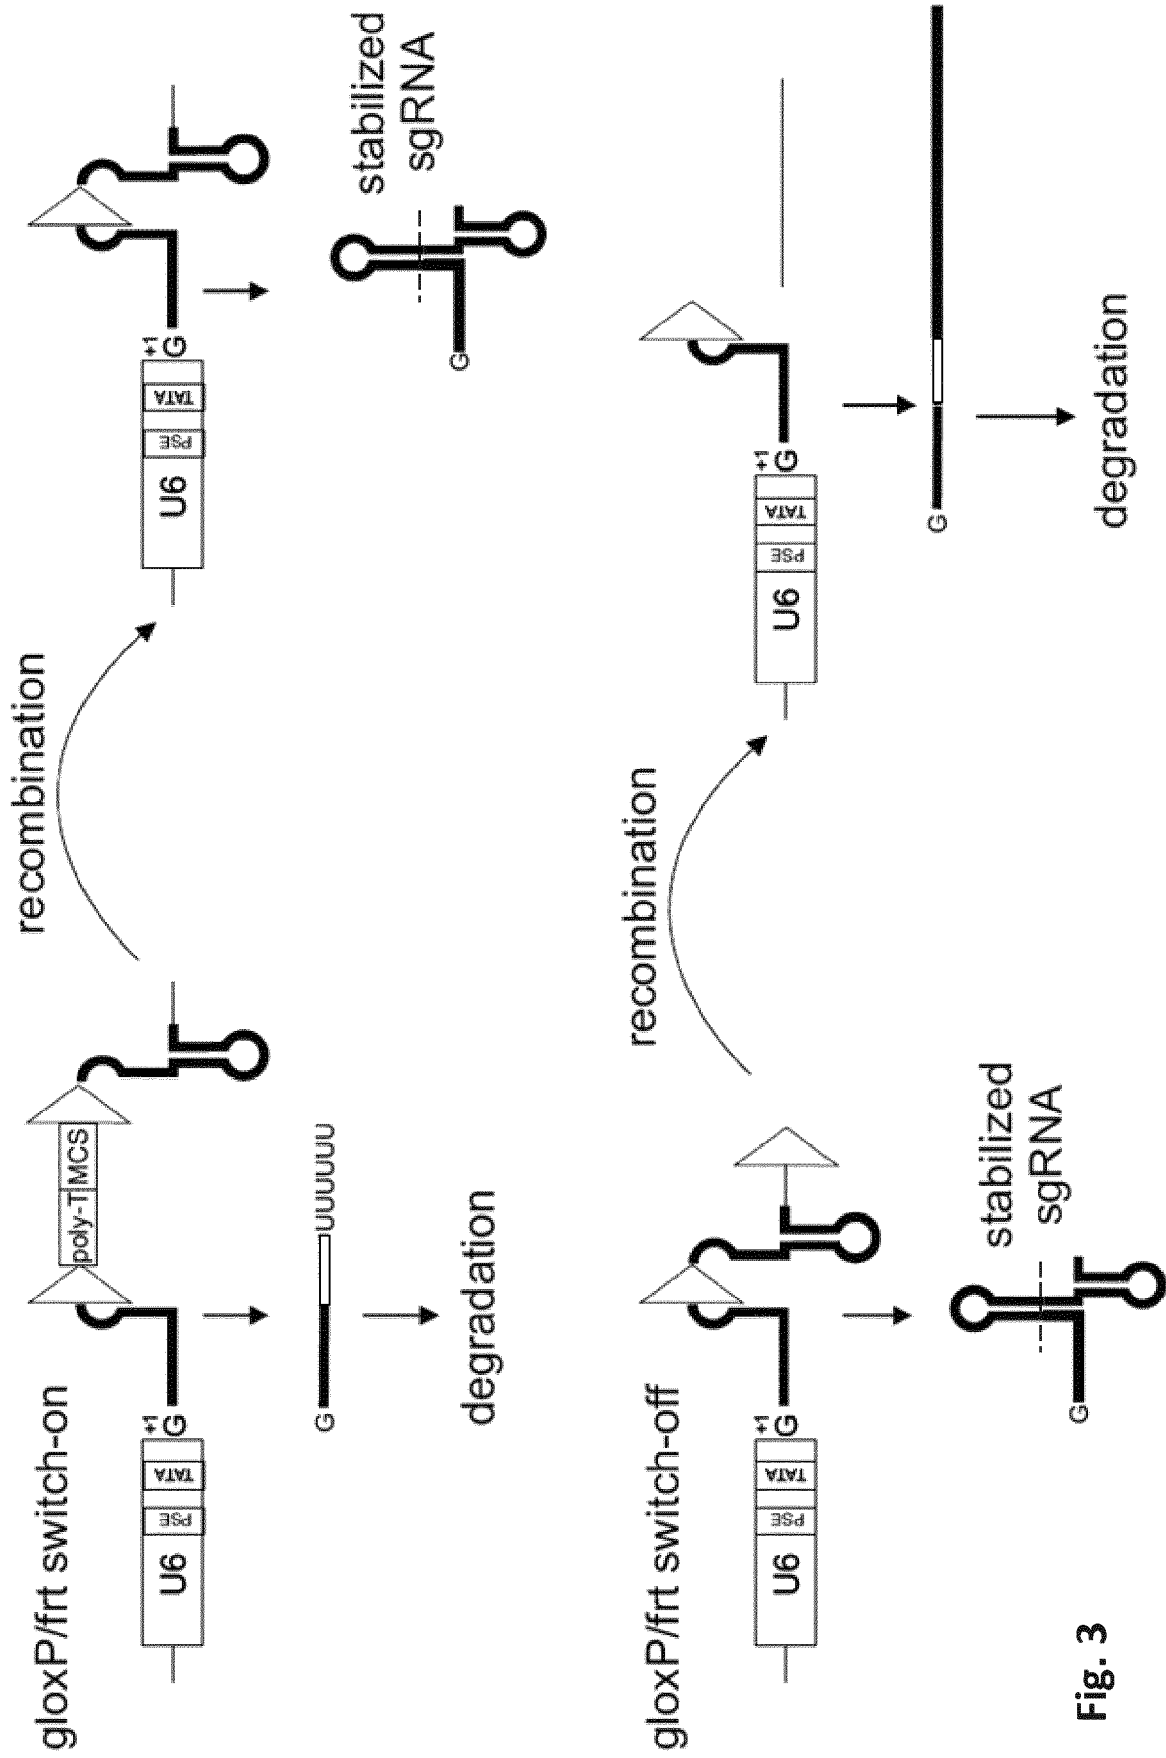 gloxP/frt switch-on
recombination
poly-T MCS
U6 PSE TATA +1 G
U6 PSE TATA +1 G
G UUUUUU
degradation
stabilized
sgRNA
G
gloxP/frt switch-off
recombination
U6 PSE TATA +1 G
U6 PSE TATA +1 G
stabilized
sgRNA
G
G
degradation
Fig. 3